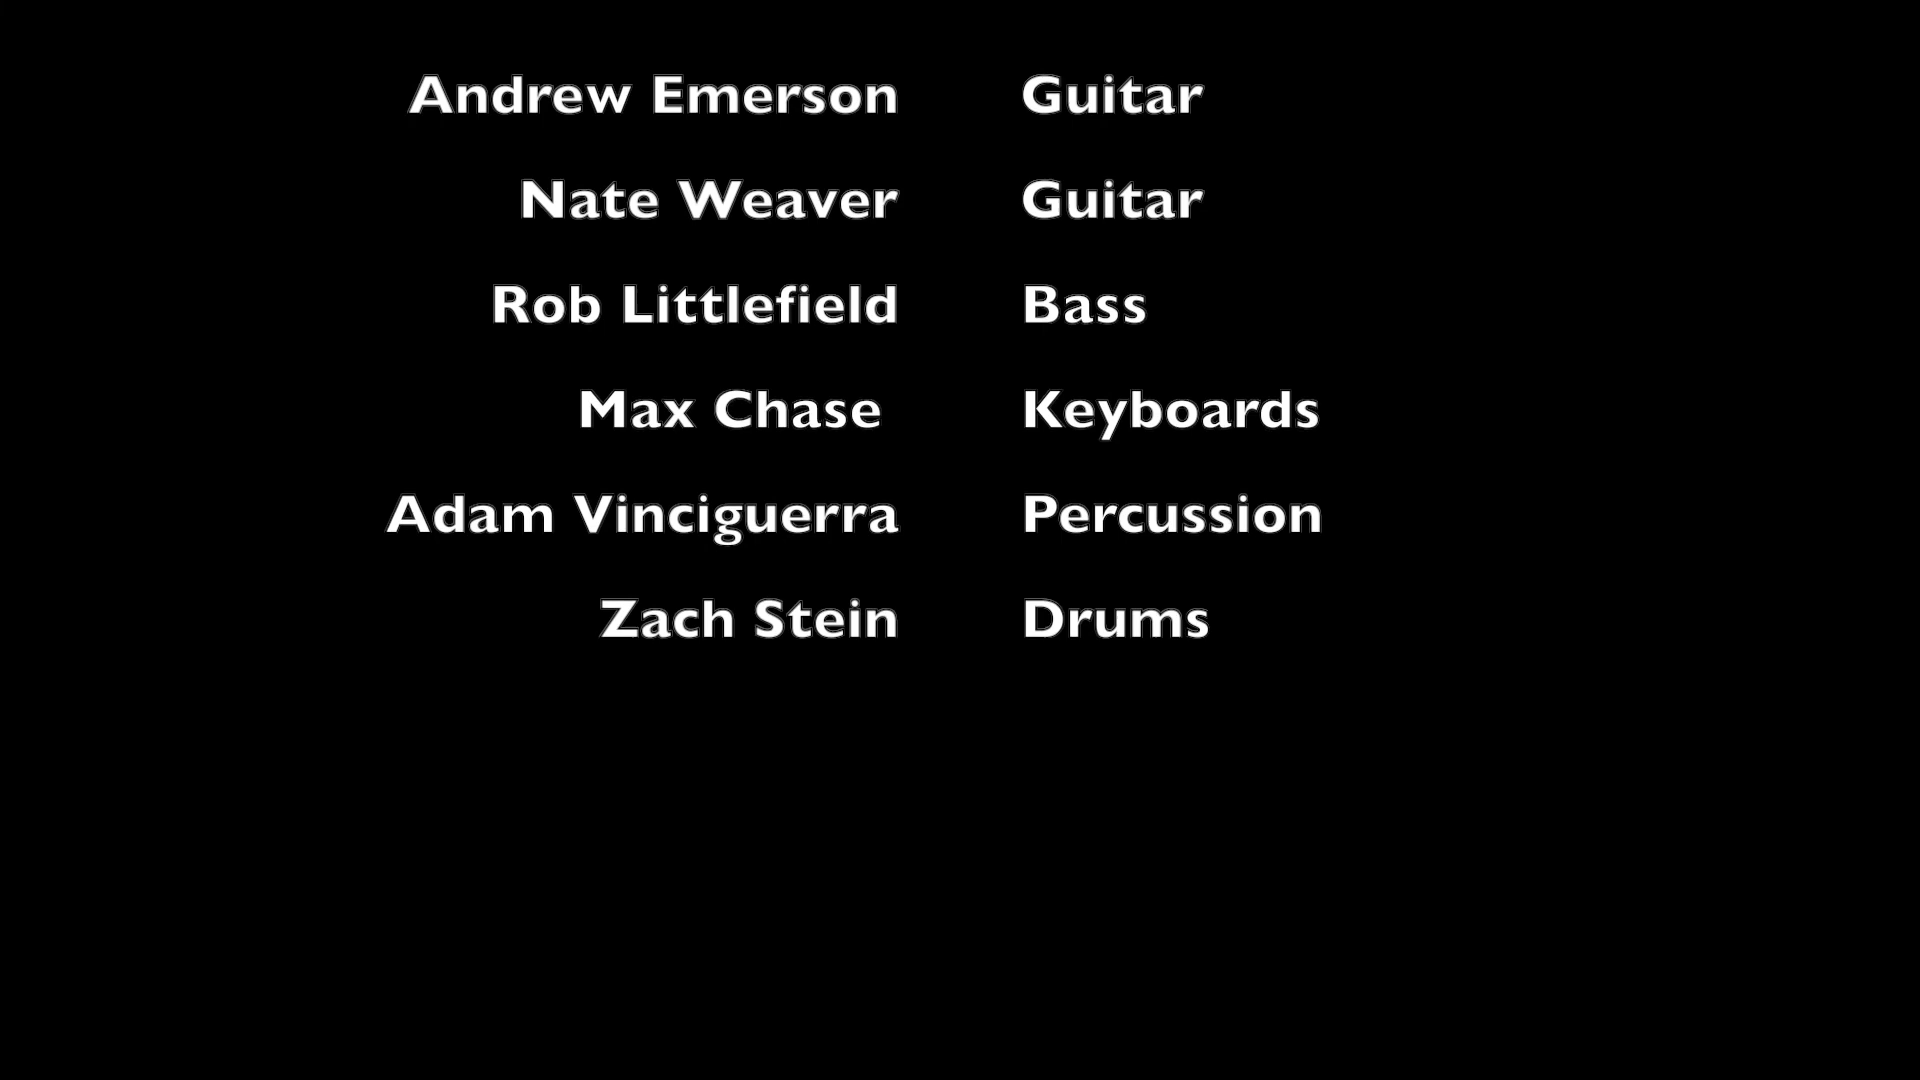 Andrew Emerson Guitar
Nate Weaver Guitar
Rob Littlefield Bass
Max Chase Keyboards
Adam Vinciguerra Percussion
Zach Stein Drums